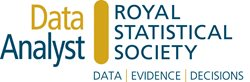 Data
Analyst
ROYAL
STATISTICAL
SOCIETY
DATA | EVIDENCE | DECISIONS